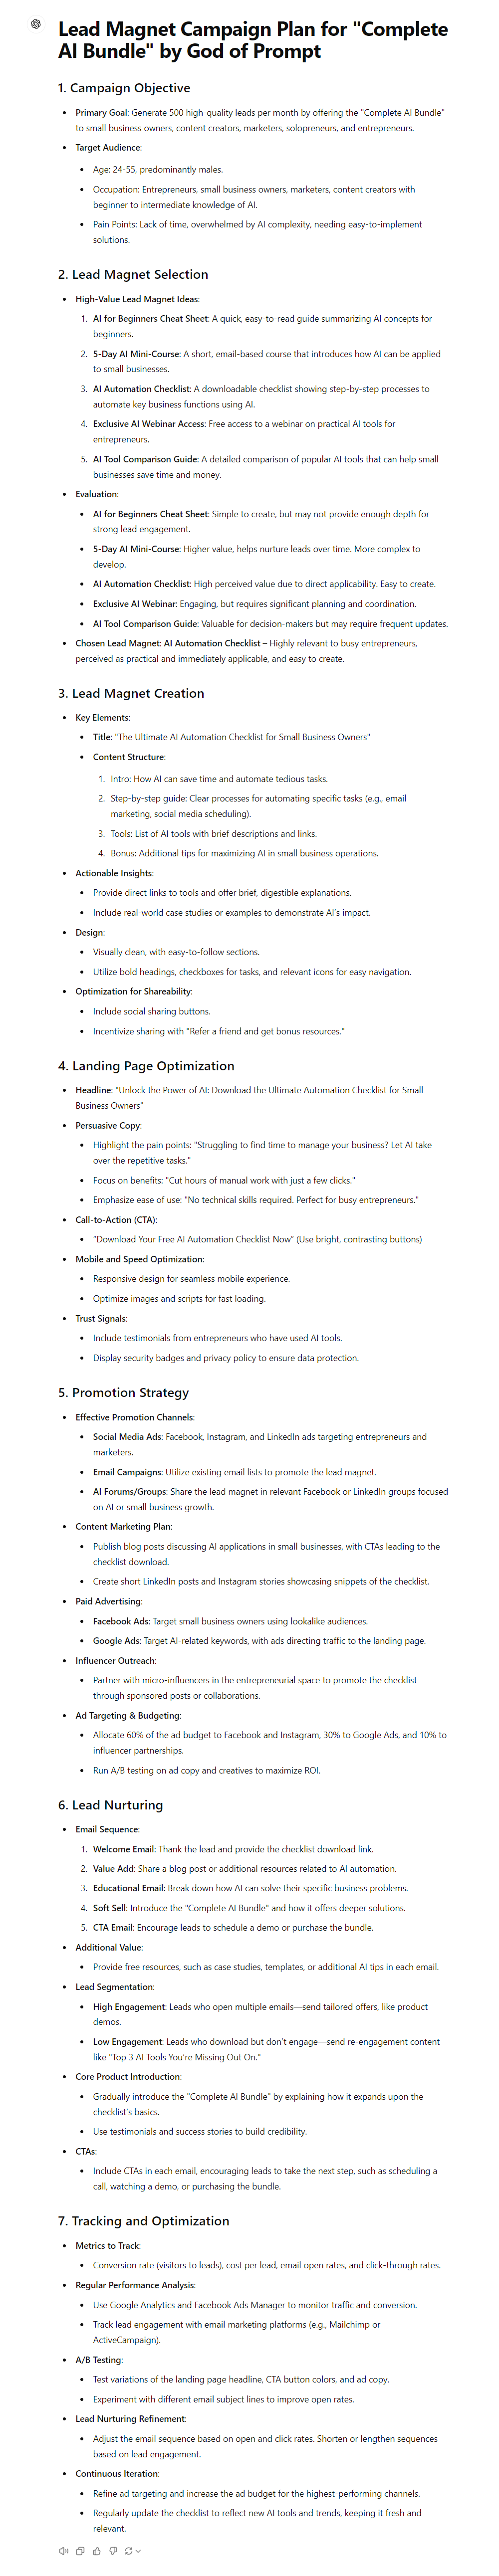 Lead Magnet Campaign Plan for "Complete
AI Bundle" by God of Prompt
1. Campaign Objective
• Primary Goal: Generate 500 high-quality leads per month by offering the "Complete AI Bundle"
to small business owners, content creators, marketers, solopreneurs, and entrepreneurs.
• Target Audience:
• Age: 24-55, predominantly males.
• Occupation: Entrepreneurs, small business owners, marketers, content creators with
beginner to intermediate knowledge of AI.
• Pain Points: Lack of time, overwhelmed by AI complexity, needing easy-to-implement
solutions.
2. Lead Magnet Selection
• High-Value Lead Magnet Ideas:
1. AI for Beginners Cheat Sheet: A quick, easy-to-read guide summarizing AI concepts for
beginners.
2. 5-Day AI Mini-Course: A short, email-based course that introduces how AI can be applied
to small businesses.
3. AI Automation Checklist: A downloadable checklist showing step-by-step processes to
automate key business functions using AI.
4. Exclusive AI Webinar Access: Free access to a webinar on practical AI tools for
entrepreneurs.
5. AI Tool Comparison Guide: A detailed comparison of popular AI tools that can help small
businesses save time and money.
• Evaluation:
• AI for Beginners Cheat Sheet: Simple to create, but may not provide enough depth for
strong lead engagement.
• 5-Day AI Mini-Course: Higher value, helps nurture leads over time. More complex to
develop.
• AI Automation Checklist: High perceived value due to direct applicability. Easy to create.
• Exclusive AI Webinar: Engaging, but requires significant planning and coordination.
• AI Tool Comparison Guide: Valuable for decision-makers but may require frequent updates.
• Chosen Lead Magnet: AI Automation Checklist – Highly relevant to busy entrepreneurs,
perceived as practical and immediately applicable, and easy to create.
3. Lead Magnet Creation
• Key Elements:
• Title: "The Ultimate AI Automation Checklist for Small Business Owners"
• Content Structure:
1. Intro: How AI can save time and automate tedious tasks.
2. Step-by-step guide: Clear processes for automating specific tasks (e.g., email
marketing, social media scheduling).
3. Tools: List of AI tools with brief descriptions and links.
4. Bonus: Additional tips for maximizing AI in small business operations.
• Actionable Insights:
• Provide direct links to tools and offer brief, digestible explanations.
• Include real-world case studies or examples to demonstrate AI's impact.
• Design:
• Visually clean, with easy-to-follow sections.
• Utilize bold headings, checkboxes for tasks, and relevant icons for easy navigation.
• Optimization for Shareability:
• Include social sharing buttons.
• Incentivize sharing with "Refer a friend and get bonus resources."
4. Landing Page Optimization
• Headline: "Unlock the Power of AI: Download the Ultimate Automation Checklist for Small
Business Owners"
• Persuasive Copy:
• Highlight the pain points: "Struggling to find time to manage your business? Let AI take
over the repetitive tasks."
• Focus on benefits: "Cut hours of manual work with just a few clicks."
• Emphasize ease of use: "No technical skills required. Perfect for busy entrepreneurs."
• Call-to-Action (CTA):
• "Download Your Free AI Automation Checklist Now" (Use bright, contrasting buttons)
• Mobile and Speed Optimization:
• Responsive design for seamless mobile experience.
• Optimize images and scripts for fast loading.
• Trust Signals:
• Include testimonials from entrepreneurs who have used AI tools.
• Display security badges and privacy policy to ensure data protection.
5. Promotion Strategy
• Effective Promotion Channels:
• Social Media Ads: Facebook, Instagram, and LinkedIn ads targeting entrepreneurs and
marketers.
• Email Campaigns: Utilize existing email lists to promote the lead magnet.
• AI Forums/Groups: Share the lead magnet in relevant Facebook or LinkedIn groups focused
on AI or small business growth.
• Content Marketing Plan:
• Publish blog posts discussing AI applications in small businesses, with CTAs leading to the
checklist download.
• Create short LinkedIn posts and Instagram stories showcasing snippets of the checklist.
• Paid Advertising:
• Facebook Ads: Target small business owners using lookalike audiences.
• Google Ads: Target AI-related keywords, with ads directing traffic to the landing page.
• Influencer Outreach:
• Partner with micro-influencers in the entrepreneurial space to promote the checklist
through sponsored posts or collaborations.
• Ad Targeting & Budgeting:
• Allocate 60% of the ad budget to Facebook and Instagram, 30% to Google Ads, and 10% to
influencer partnerships.
• Run A/B testing on ad copy and creatives to maximize ROI.
6. Lead Nurturing
• Email Sequence:
1. Welcome Email: Thank the lead and provide the checklist download link.
2. Value Add: Share a blog post or additional resources related to AI automation.
3. Educational Email: Break down how AI can solve their specific business problems.
4. Soft Sell: Introduce the "Complete AI Bundle" and how it offers deeper solutions.
5. CTA Email: Encourage leads to schedule a demo or purchase the bundle.
• Additional Value:
• Provide free resources, such as case studies, templates, or additional AI tips in each email.
• Lead Segmentation:
• High Engagement: Leads who open multiple emails—send tailored offers, like product
demos.
• Low Engagement: Leads who download but don't engage—send re-engagement content
like "Top 3 AI Tools You're Missing Out On."
• Core Product Introduction:
• Gradually introduce the "Complete AI Bundle" by explaining how it expands upon the
checklist's basics.
• Use testimonials and success stories to build credibility.
• CTAs:
• Include CTAs in each email, encouraging leads to take the next step, such as scheduling a
call, watching a demo, or purchasing the bundle.
7. Tracking and Optimization
• Metrics to Track:
• Conversion rate (visitors to leads), cost per lead, email open rates, and click-through rates.
• Regular Performance Analysis:
• Use Google Analytics and Facebook Ads Manager to monitor traffic and conversion.
• Track lead engagement with email marketing platforms (e.g., Mailchimp or
ActiveCampaign).
• A/B Testing:
• Test variations of the landing page headline, CTA button colors, and ad copy.
• Experiment with different email subject lines to improve open rates.
• Lead Nurturing Refinement:
• Adjust the email sequence based on open and click rates. Shorten or lengthen sequences
based on lead engagement.
• Continuous Iteration:
• Refine ad targeting and increase the ad budget for the highest-performing channels.
• Regularly update the checklist to reflect new AI tools and trends, keeping it fresh and
relevant.